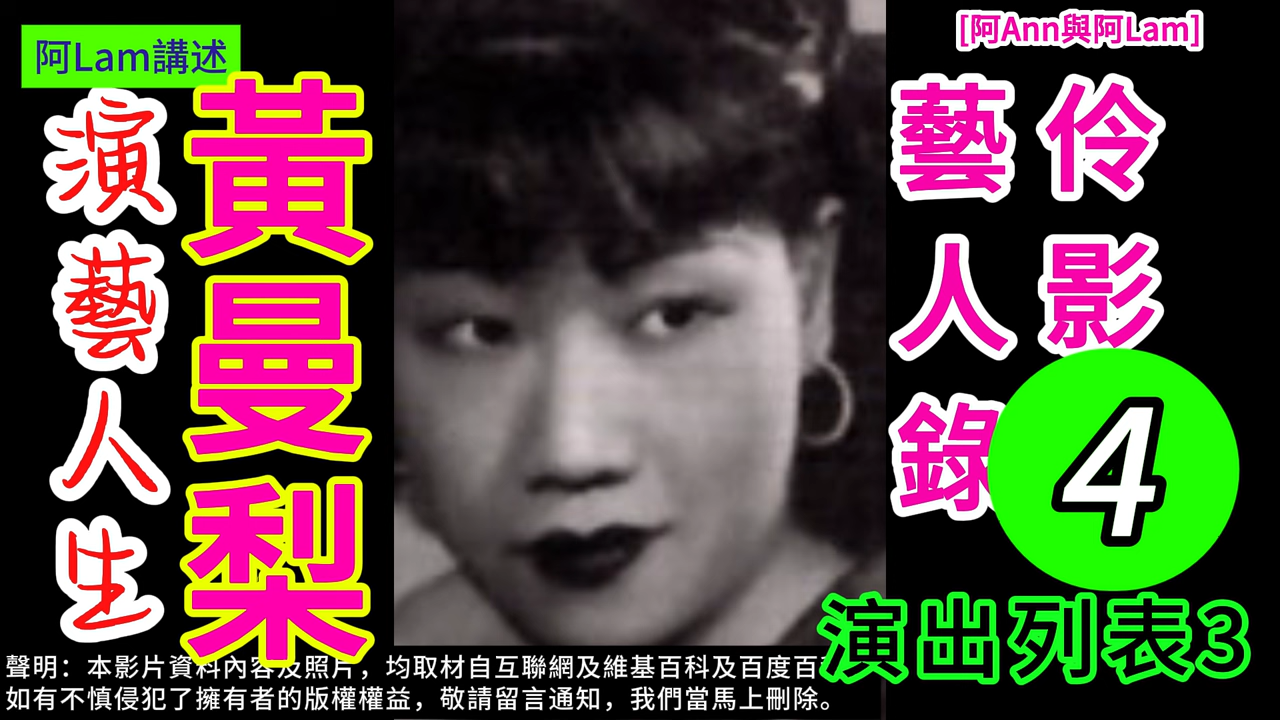 [阿Ann與阿Lam]
阿Lam講述
黃曼梨
演藝人生
伶影
藝人錄
4
演出列表3
聲明：本影片資料內容及照片，均取材自互聯網及維基百科及百度百
如有不慎侵犯了擁有者的版權權益，敬請留言通知，我們當馬上刪除。